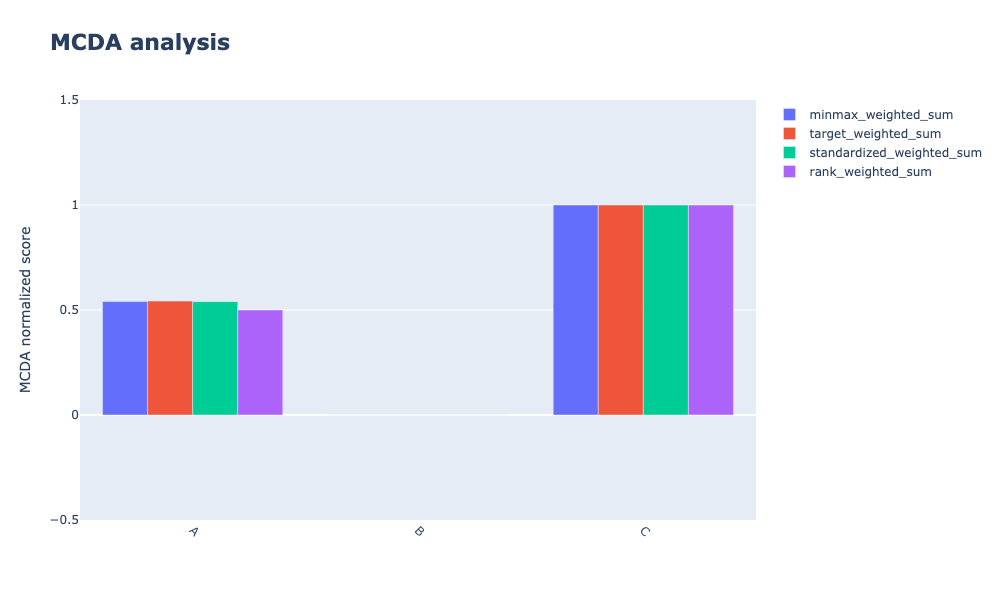 MCDA analysis
1.5
1
0.5
0
−0.5
MCDA normalized score
A
B
C
minmax_weighted_sum
target_weighted_sum
standardized_weighted_sum
rank_weighted_sum